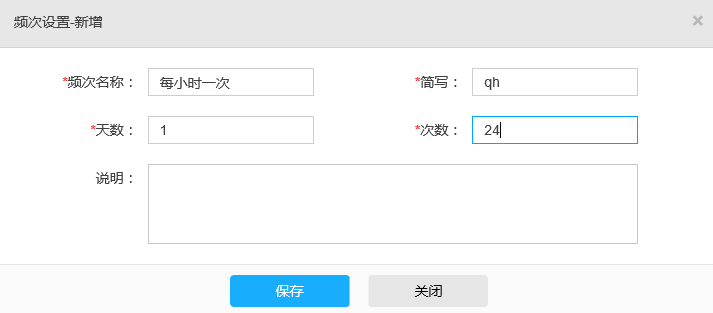 频次设置-新增 ×
*频次名称： 每小时一次 *简写： qh
*天数： 1 *次数： 24
说明：
保存 关闭